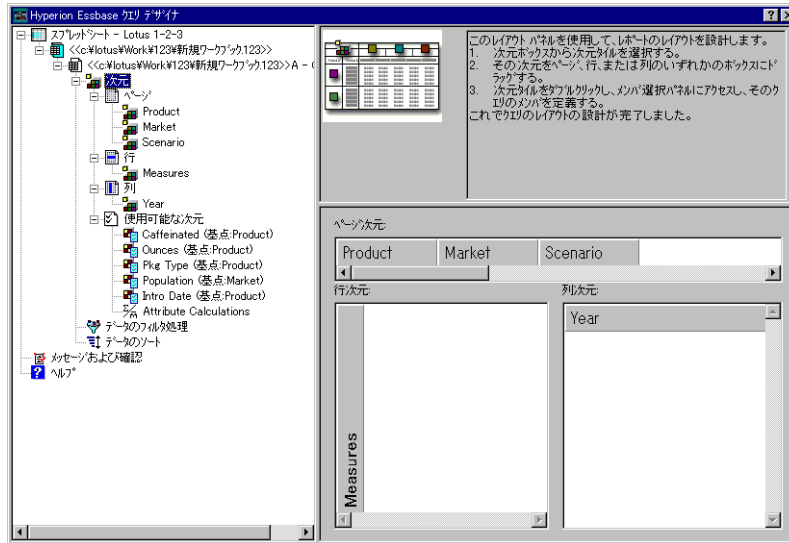 Hyperion Essbase クエリ デザイナ
スプレッドシート - Lotus 1-2-3
<<c:¥lotus¥Work¥123¥新規ワークブック.123>>
<<c:¥lotus¥Work¥123¥新規ワークブック.123>>A - (
次元
ページ
Product
Market
Scenario
行
Measures
列
Year
使用可能な次元
Caffeinated (基点:Product)
Ounces (基点:Product)
Pkg Type (基点:Product)
Population (基点:Market)
Intro Date (基点:Product)
Attribute Calculations
データのフィルタ処理
データのソート
メッセージおよび確認
ヘルプ
このレイアウト パネルを使用して、レポートのレイアウトを設計します。
1. 次元ボックスから次元タイルを選択する。
2. その次元をページ、行、または列のいずれかのボックスにド
ラッグする。
3. 次元タイルをダブルクリックし、メンバ選択パネルにアクセスし、そのク
エリのメンバを定義する。
これでクエリのレイアウトの設計が完了しました。
ページ次元:
Product Market Scenario
行次元: 列次元:
Year
Measures